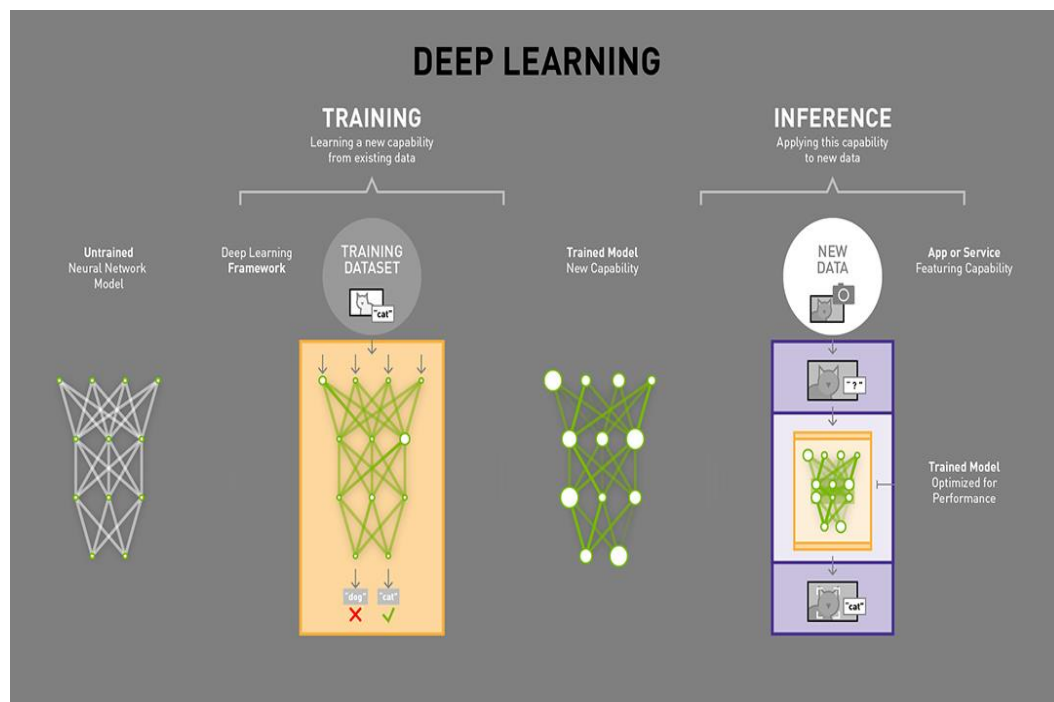 DEEP LEARNING
TRAINING
Learning a new capability
from existing data
INFERENCE
Applying this capability
to new data
Untrained
Neural Network
Model
Deep Learning
Framework
TRAINING
DATASET
"cat"
Trained Model
New Capability
NEW
DATA
App or Service
Featuring Capability
"?"
Trained Model
Optimized for
Performance
"dog"
"cat"
"cat"